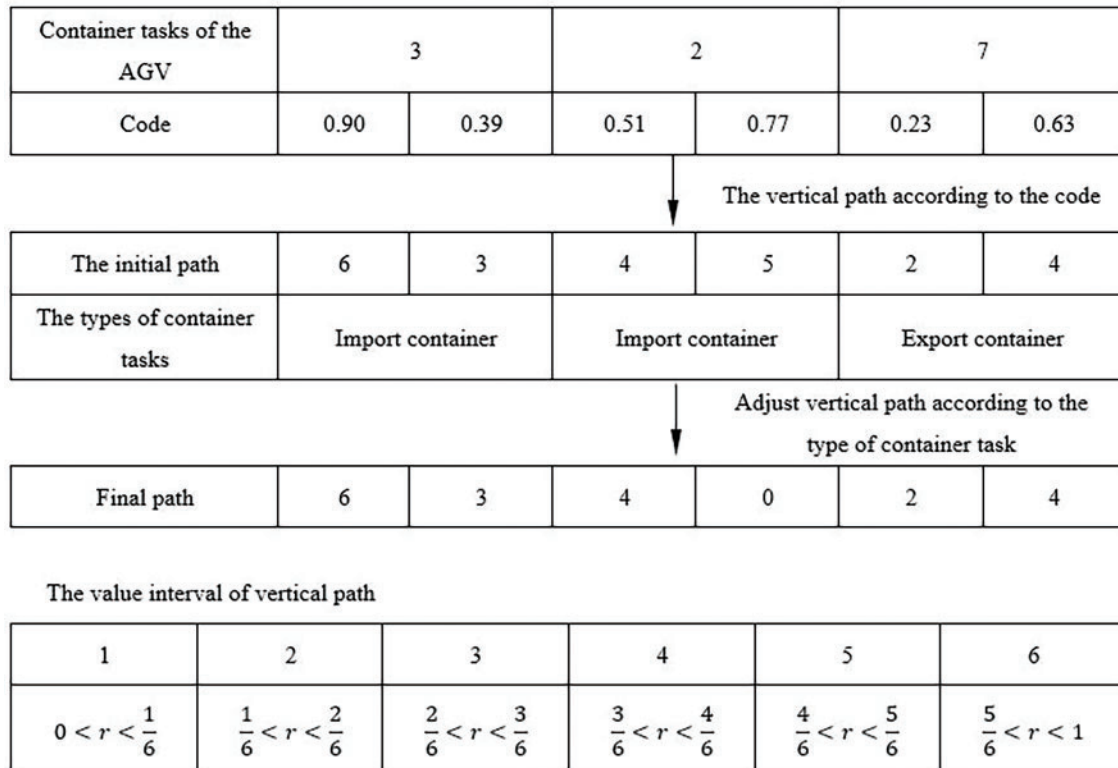 Container tasks of the AGV 3 2 7
Code 0.90 0.39 0.51 0.77 0.23 0.63
The vertical path according to the code
The initial path 6 3 4 5 2 4
The types of container tasks Import container Import container Export container
Adjust vertical path according to the
type of container task
Final path 6 3 4 0 2 4
The value interval of vertical path
1 2 3 4 5 6
0 < r < 1/6 1/6 < r < 2/6 2/6 < r < 3/6 3/6 < r < 4/6 4/6 < r < 5/6 5/6 < r < 1